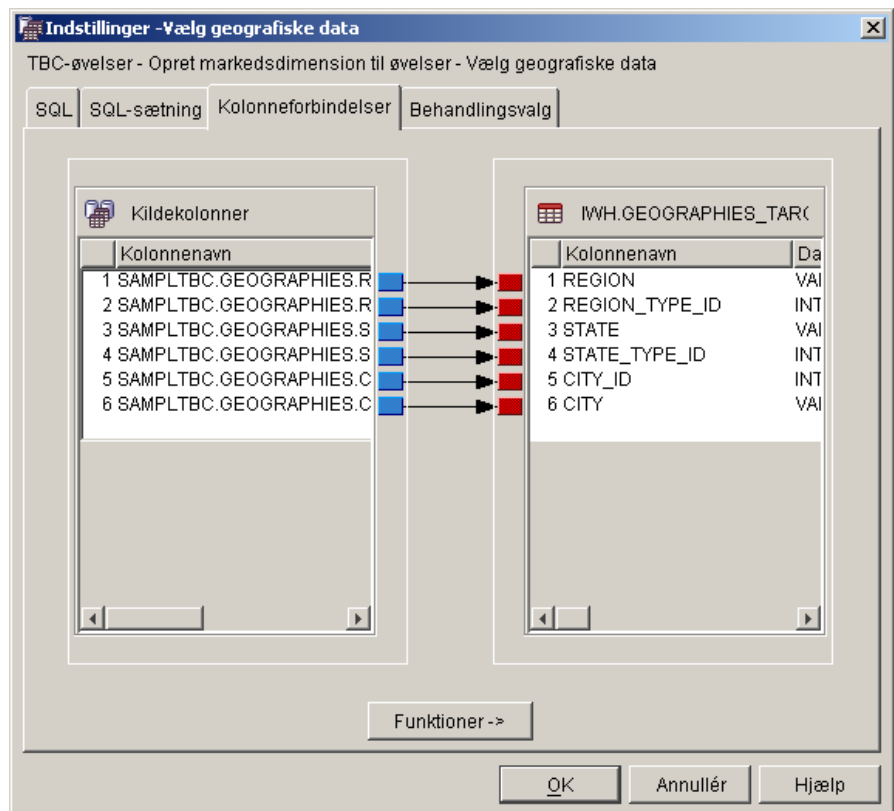 Indstillinger -Vælg geografiske data
TBC-øvelser - Opret markedsdimension til øvelser - Vælg geografiske data
SQL SQL-sætning Kolonneforbindelser Behandlingsvalg
Kildekolonner
Kolonnenavn
1 SAMPLTBC.GEOGRAPHIES.R
2 SAMPLTBC.GEOGRAPHIES.R
3 SAMPLTBC.GEOGRAPHIES.S
4 SAMPLTBC.GEOGRAPHIES.S
5 SAMPLTBC.GEOGRAPHIES.C
6 SAMPLTBC.GEOGRAPHIES.C
IWH.GEOGRAPHIES_TAR(
Kolonnenavn Da
1 REGION VAI
2 REGION_TYPE_ID INT
3 STATE VAI
4 STATE_TYPE_ID INT
5 CITY_ID INT
6 CITY VAI
Funktioner ->
OK Annullér Hjælp